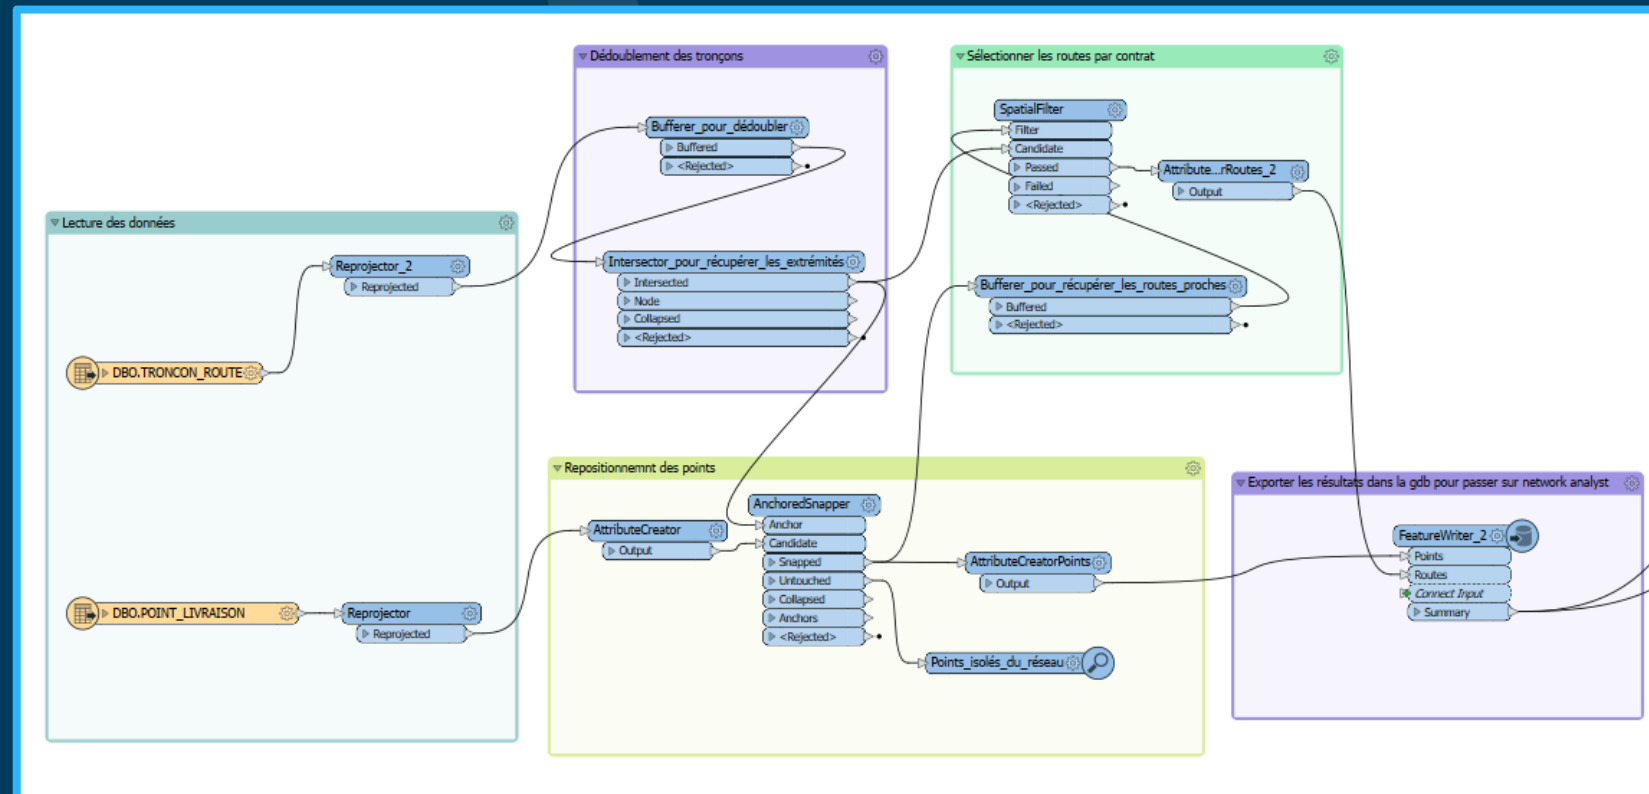 Lecture des données
Reprojector_2
Reprojected
DBO.TRONCON_ROUTE
DBO.POINT_LIVRAISON
Reprojector
Reprojected
Dédoublement des tronçons
Bufferer_pour_dédoubler
Buffered
<Rejected>
Intersector_pour_récupérer_les_extrémités
Intersected
Node
Collapsed
<Rejected>
Sélectionner les routes par contrat
SpatialFilter
Filter
Candidate
Passed
Failed
<Rejected>
Attribute...rRoutes_2
Output
Bufferer_pour_récupérer_les_routes_proches
Buffered
<Rejected>
Repositionnemnt des points
AttributeCreator
Output
AnchoredSnapper
Anchor
Candidate
Snapped
Untouched
Collapsed
Anchors
<Rejected>
AttributeCreatorPoints
Output
Points_isolés_du_réseau
Exporter les résultats dans la gdb pour passer sur network analyst
FeatureWriter_2
Points
Routes
Connect Input
Summary